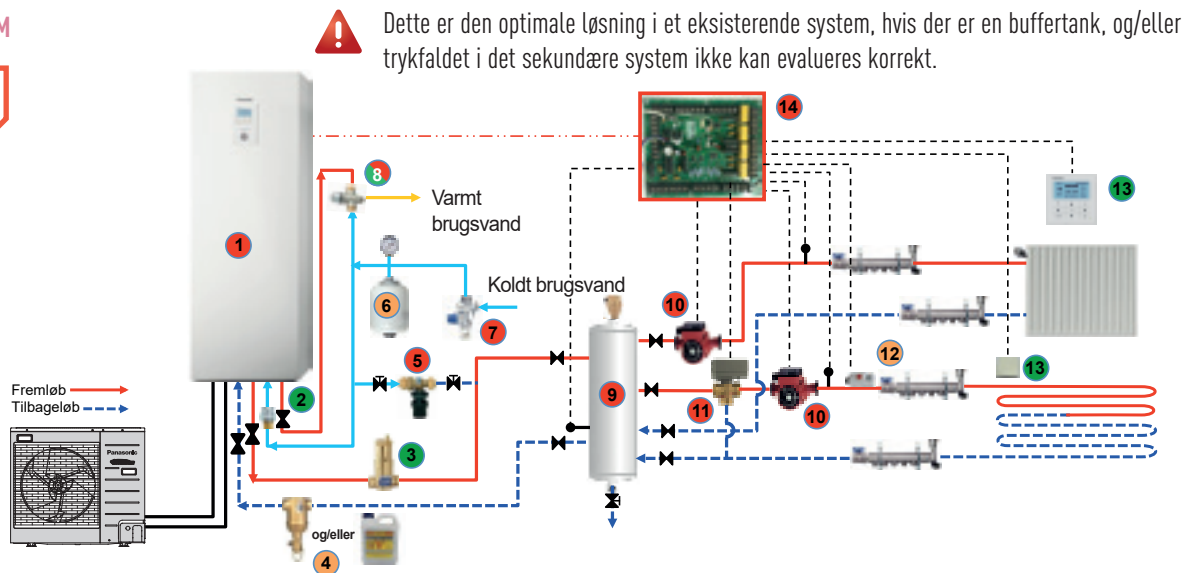 M
Dette er den optimale løsning i et eksisterende system, hvis der er en buffertank, og/eller
trykfaldet i det sekundære system ikke kan evalueres korrekt.
14
8
Varmt
brugsvand
13
1
6
Koldt brugsvand
7
10
12
13
5
9
11
10
Fremløb
Tilbageløb
2
3
Panasonic
og/eller
4